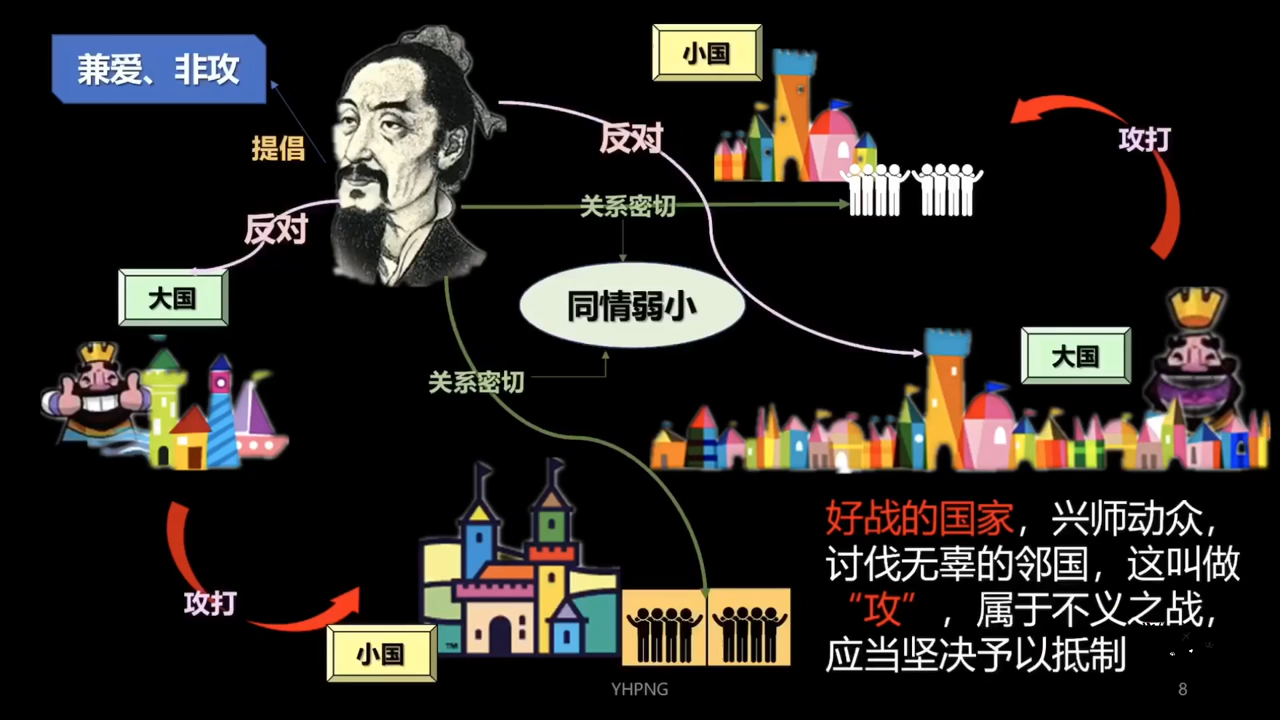 兼爱、非攻
提倡
反对
大国
攻打
小国
小国
反对
关系密切
同情弱小
关系密切
攻打
大国
好战的国家，兴师动众，
讨伐无辜的邻国，这叫做
“攻”，属于不义之战，
应当坚决予以抵制
TM
YHPNG
8